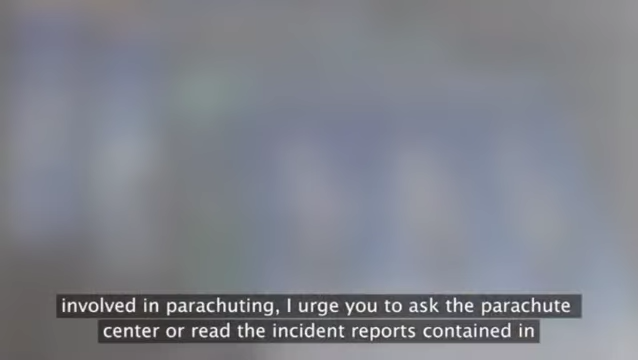 involved in parachuting, I urge you to ask the parachute
center or read the incident reports contained in